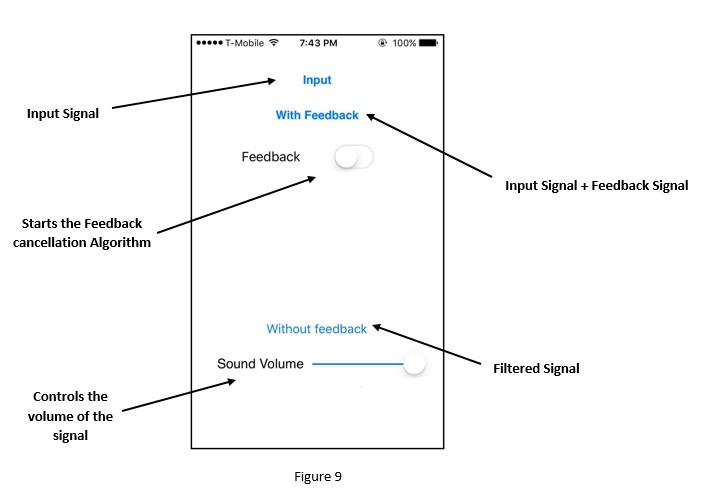 T-Mobile 7:43 PM 100%
Input
Input Signal
With Feedback
Feedback
Input Signal + Feedback Signal
Starts the Feedback
cancellation Algorithm
Without feedback
Sound Volume
Filtered Signal
Controls the
volume of the
signal
Figure 9